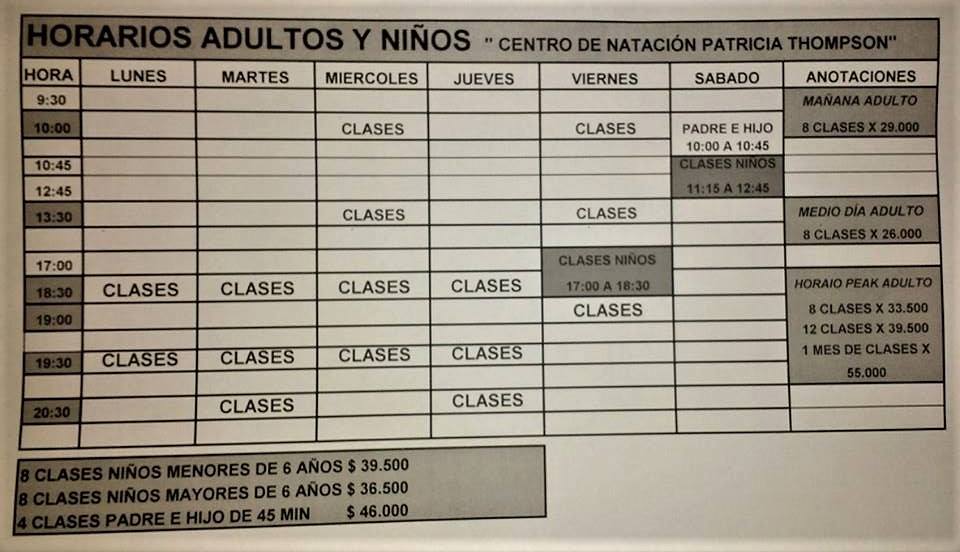 HORARIOS ADULTOS Y NIÑOS " CENTRO DE NATACIÓN PATRICIA THOMPSON"
HORA LUNES MARTES MIERCOLES JUEVES VIERNES SABADO ANOTACIONES
9:30 MAÑANA ADULTO
10:00 CLASES CLASES PADRE E HIJO 8 CLASES X 29.000
10:00 A 10:45
10:45 CLASES NIÑOS
12:45 11:15 A 12:45
13:30 CLASES CLASES MEDIO DÍA ADULTO
8 CLASES X 26.000
17:00 CLASES NIÑOS
18:30 CLASES CLASES CLASES CLASES 17:00 A 18:30 HORAIO PEAK ADULTO
19:00 CLASES 8 CLASES X 33.500
12 CLASES X 39.500
19:30 CLASES CLASES CLASES CLASES 1 MES DE CLASES X
55.000
20:30 CLASES CLASES
8 CLASES NIÑOS MENORES DE 6 AÑOS $ 39.500
8 CLASES NIÑOS MAYORES DE 6 AÑOS $ 36.500
4 CLASES PADRE E HIJO DE 45 MIN $ 46.000